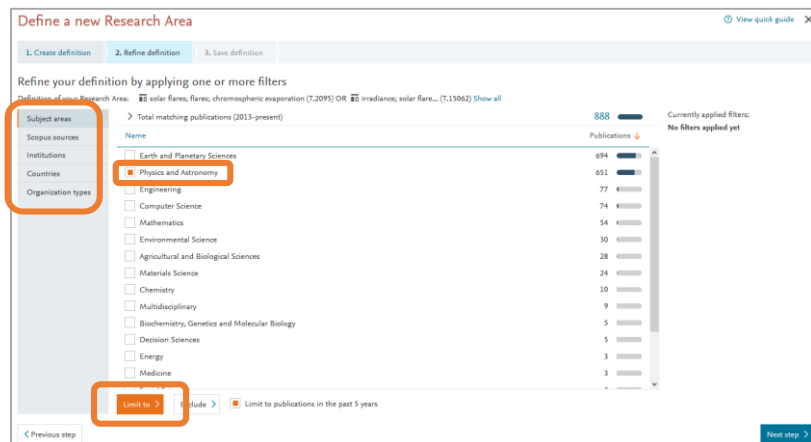 Define a new Research Area
View quick guide
1. Create definition 2. Refine definition 3. Save definition
Refine your definition by applying one or more filters
Definition of your Research Area: solar flares; flares; chromospheric evaporation (T.2095) OR irradiance; solar flare... (T.15062) Show all
Subject areas
Scopus sources
Institutions
Countries
Organization types
Total matching publications (2013-present) 888
Name Publications
Earth and Planetary Sciences 694
Physics and Astronomy 651
Engineering 77
Computer Science 74
Mathematics 54
Environmental Science 30
Agricultural and Biological Sciences 28
Materials Science 24
Chemistry 10
Multidisciplinary 9
Biochemistry, Genetics and Molecular Biology 5
Decision Sciences 5
Energy 3
Medicine 3
Currently applied filters:
No filters applied yet
Limit to Exclude Limit to publications in the past 5 years
Previous step
Next step